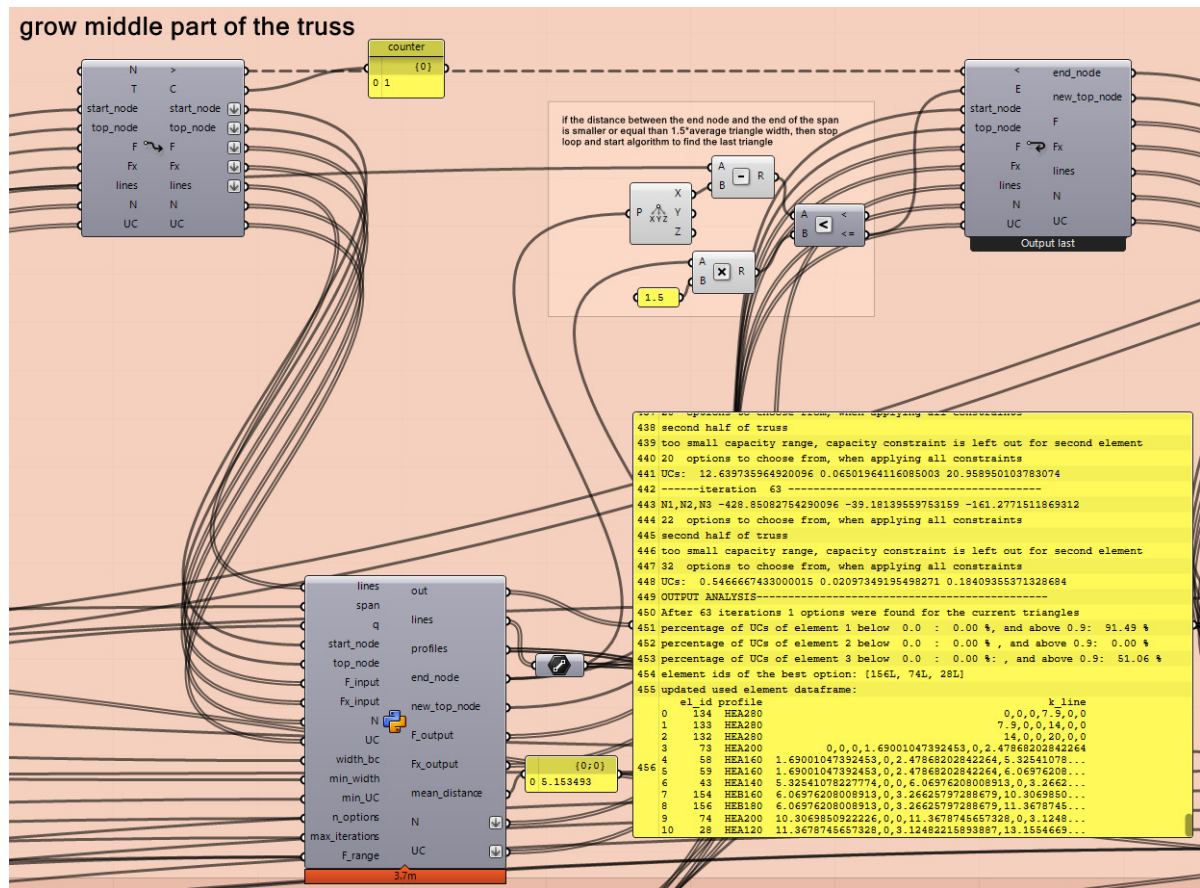 grow middle part of the truss
counter
{0}
0 1
N >
T C
start_node start_node
top_node top_node
F F
Fx Fx
lines lines
N N
UC UC
if the distance between the end node and the end of the span
is smaller or equal than 1.5*average triangle width, then stop
loop and start algorithm to find the last triangle
A
B
-
R
P
XYZ
X
Y
Z
A
B
<
<
<=
A
B
×
R
1.5
< end_node
E new_top_node
start_node
top_node F
F Fx
Fx lines
lines N
N UC
UC
Output last
lines
span
q
start_node
top_node
F_input
Fx_input
N
UC
width_bc
min_width
min_UC
n_options
max_iterations
F_range
out
lines
profiles
end_node
new_top_node
F_output
Fx_output
mean_distance
N
UC
3.7m
{0;0}
0 5.153493
437 20 options to choose from, when applying all constraints
438 second half of truss
439 too small capacity range, capacity constraint is left out for second element
440 20 options to choose from, when applying all constraints
441 UCs: 12.639735964920096 0.06501964116085003 20.958950103783074
442 ------iteration 63 ----------------------------------------
443 N1,N2,N3 -428.85082754290096 -39.18139559753159 -161.2771511869312
444 22 options to choose from, when applying all constraints
445 second half of truss
446 too small capacity range, capacity constraint is left out for second element
447 32 options to choose from, when applying all constraints
448 UCs: 0.5466667433000015 0.02097349195498271 0.18409355371328684
449 OUTPUT ANALYSIS----------------------------------------------
450 After 63 iterations 1 options were found for the current triangles
451 percentage of UCs of element 1 below 0.0 : 0.00 %, and above 0.9: 91.49 %
452 percentage of UCs of element 2 below 0.0 : 0.00 % , and above 0.9: 0.00 %
453 percentage of UCs of element 3 below 0.0 : 0.00 %: , and above 0.9: 51.06 %
454 element ids of the best option: [156L, 74L, 28L]
455 updated used element dataframe:
el_id profile k_line
0 134 HEA280 0,0,0,7.9,0,0
1 133 HEA280 7.9,0,0,14,0,0
2 132 HEA280 14,0,0,20,0,0
3 73 HEA200 0,0,0,1.69001047392453,0,2.47868202842264
4 58 HEA160 1.69001047392453,0,2.47868202842264,5.32541078...
5 59 HEA160 1.69001047392453,0,2.47868202842264,6.06976208...
456
6 43 HEA140 5.32541078227774,0,0,6.06976208008913,0,3.2662...
7 154 HEB160 6.06976208008913,0,3.26625797288679,10.3069850...
8 156 HEB180 6.06976208008913,0,3.26625797288679,11.3678745...
9 74 HEA200 10.3069850922226,0,0,11.3678745657328,0,3.1248...
10 28 HEA120 11.3678745657328,0,3.12482215893887,13.1554669...